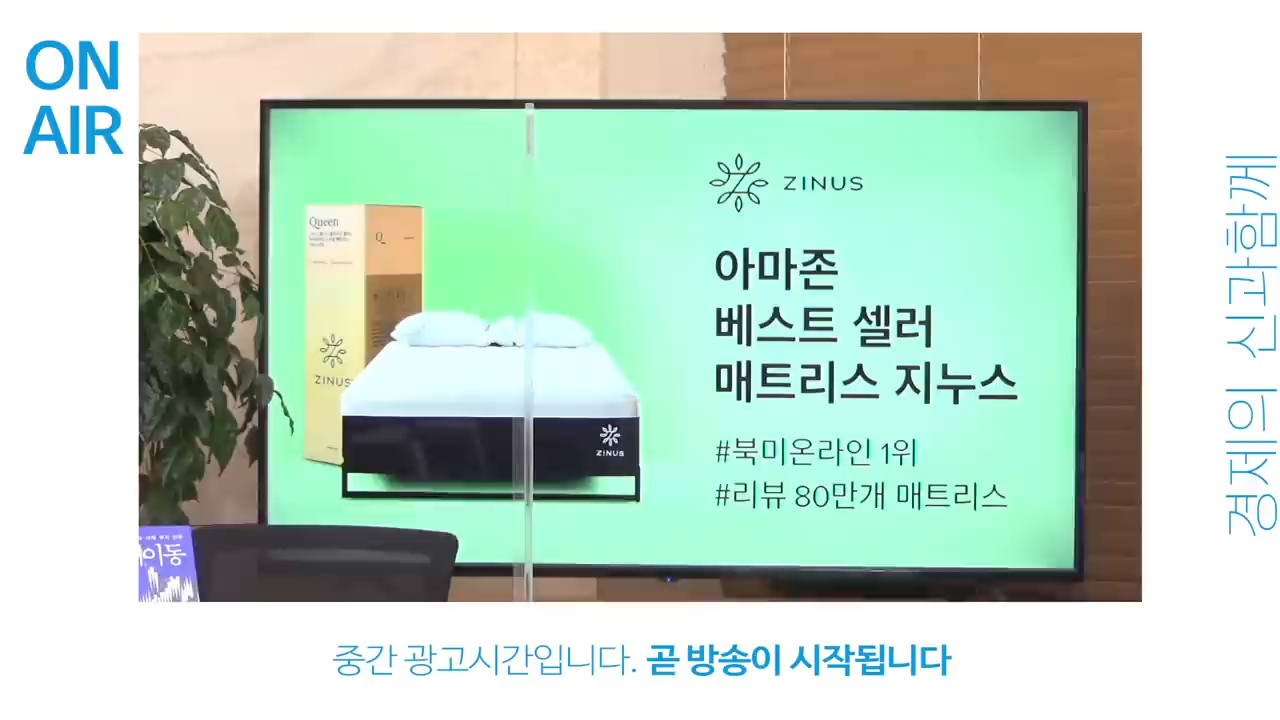 ON
AIR
ZINUS
아마존
베스트 셀러
매트리스 지누스
#북미온라인 1위
#리뷰 80만개 매트리스
Queen
Q
ZINUS
ZINUS
이동
경제의 신과함께
중간 광고시간입니다. 곧 방송이 시작됩니다